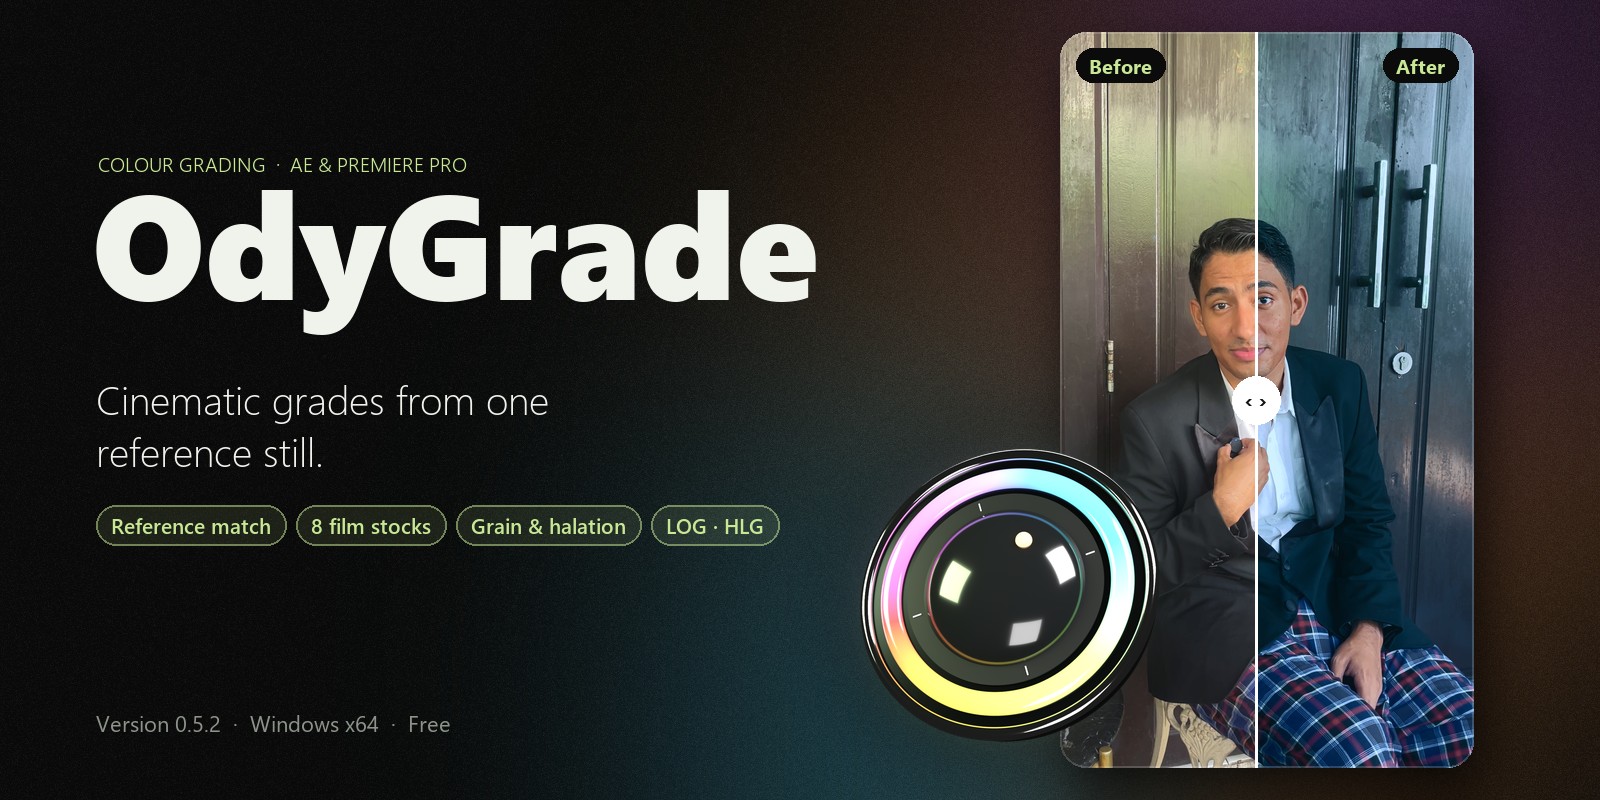 COLOUR GRADING · AE & PREMIERE PRO
OdyGrade
Cinematic grades from one
reference still.
Reference match
8 film stocks
Grain & halation
LOG · HLG
Version 0.5.2 · Windows x64 · Free
Before
After